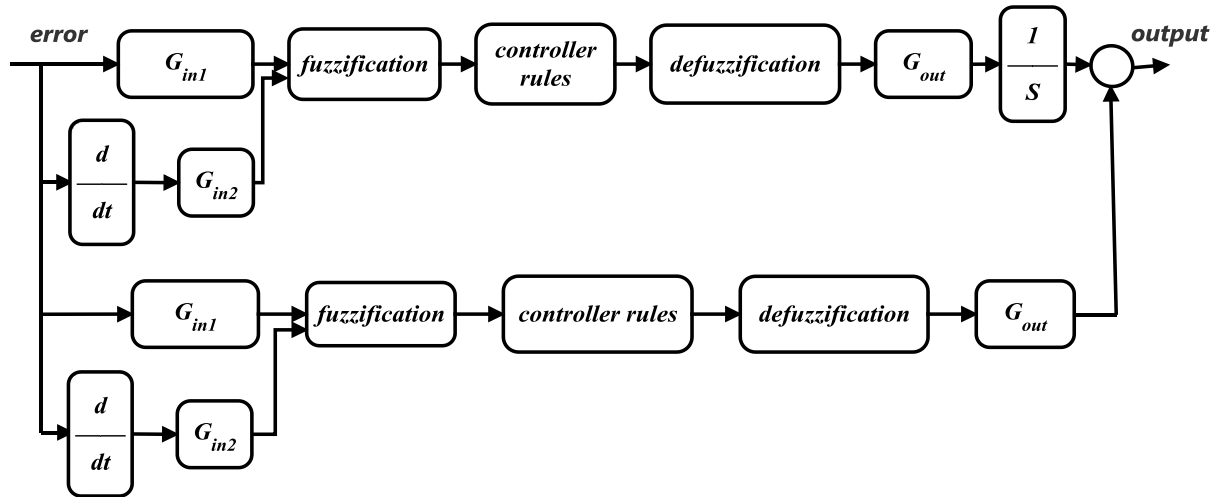 error
G_in1
fuzzification
controller
rules
defuzzification
G_out
1
S
output
d
dt
G_in2
G_in1
fuzzification
controller rules
defuzzification
G_out
d
dt
G_in2